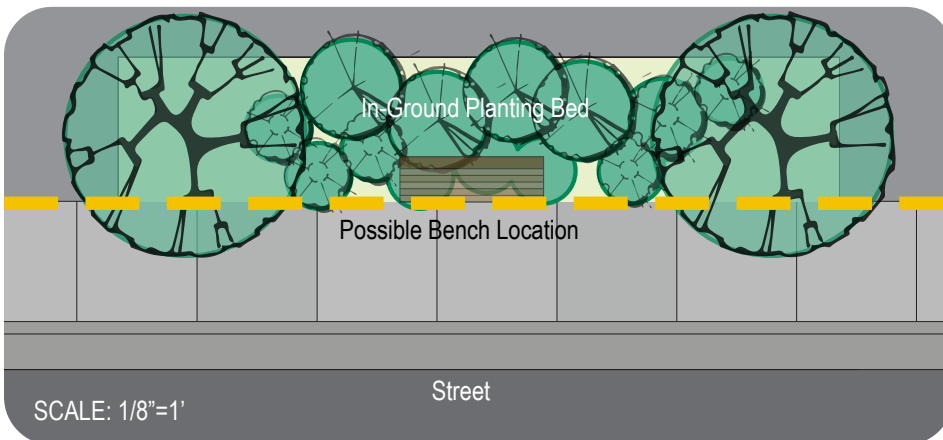 In-Ground Planting Bed
Possible Bench Location
Street
SCALE: 1/8”=1’